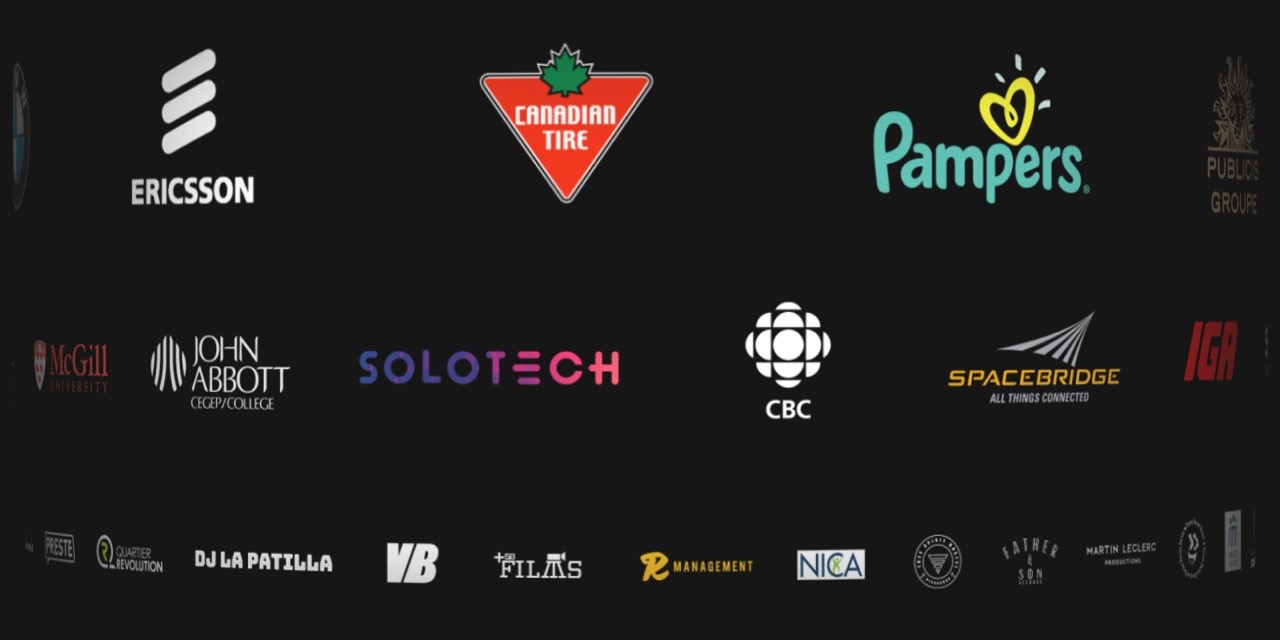 ERICSSON
CANADIAN
TIRE
Pampers®
PUBLICIS
GROUPE
McGill
UNIVERSITY
JOHN
ABBOTT
CEGEP/COLLEGE
SOLOTECH
CBC
SPACEBRIDGE
ALL THINGS CONNECTED
IGA
PRESTE
QUARTIER
REVOLUTION
DJ LA PATILLA
VB
FILMS
R MANAGEMENT
NICA
FATHER
&
SON
RECORDS
MARTIN LECLERC
PRODUCTIONS